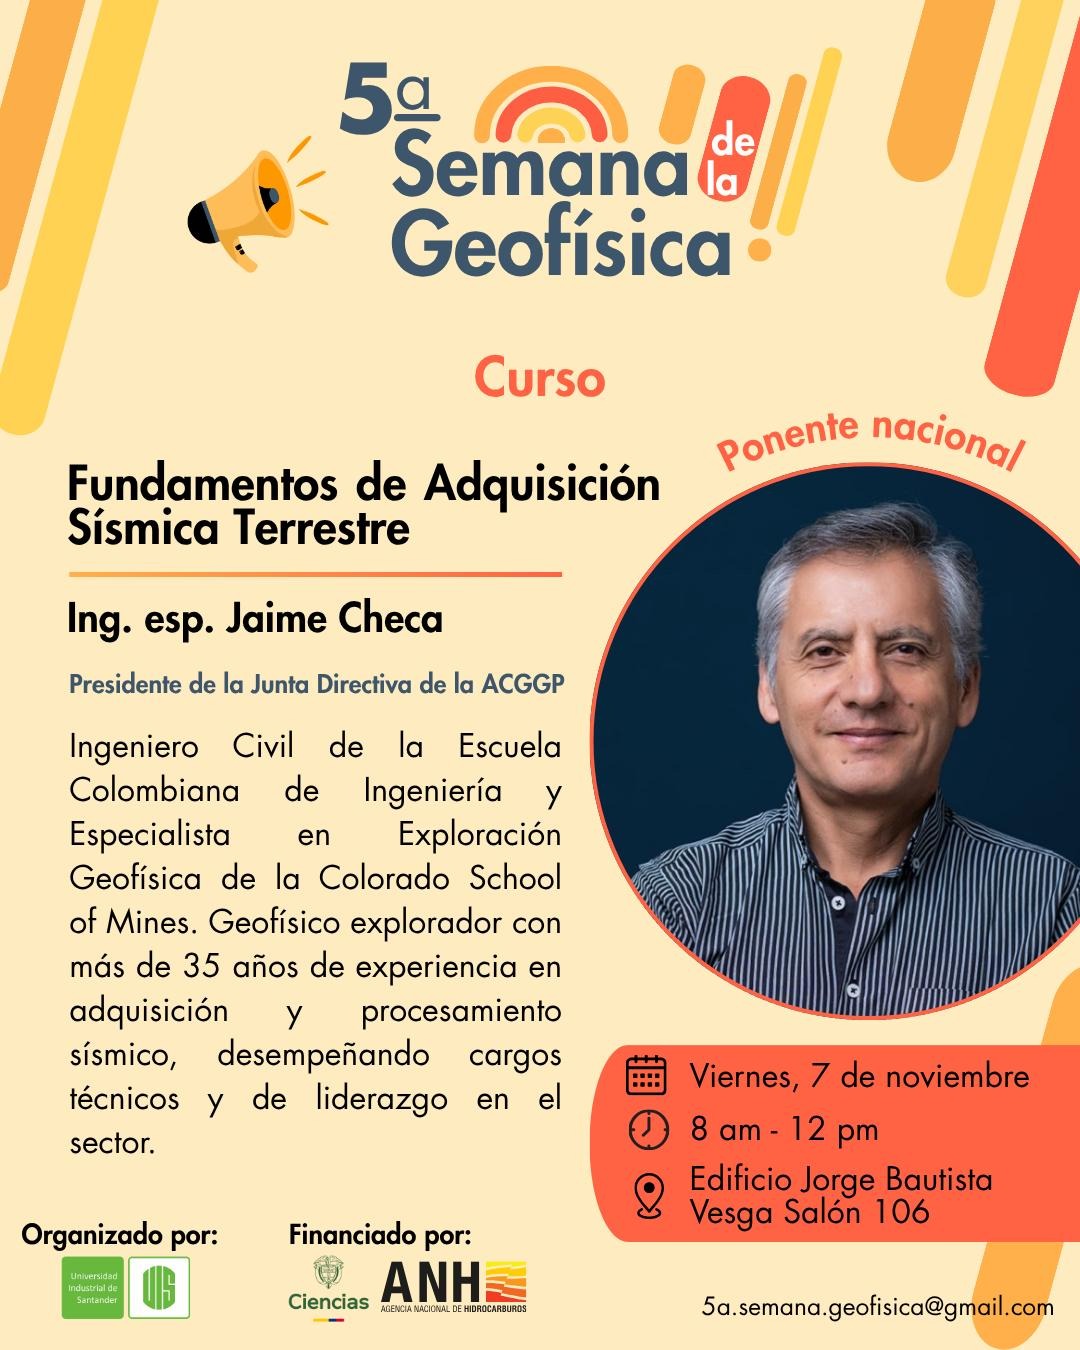 5ª
Semana de la
Geofísica
Curso
Ponente nacional
Fundamentos de Adquisición
Sísmica Terrestre
Ing. esp. Jaime Checa
Presidente de la Junta Directiva de la ACGGP
Ingeniero Civil de la Escuela
Colombiana de Ingeniería y
Especialista en Exploración
Geofísica de la Colorado School
of Mines. Geofísico explorador con
más de 35 años de experiencia en
adquisición y procesamiento
sísmico, desempeñando cargos
técnicos y de liderazgo en el
sector.
Viernes, 7 de noviembre
8 am - 12 pm
Edificio Jorge Bautista
Vesga Salón 106
Organizado por:
Universidad
Industrial de
Santander
UIS
Financiado por:
Ciencias
ANH
AGENCIA NACIONAL DE HIDROCARBUROS
5a.semana.geofisica@gmail.com